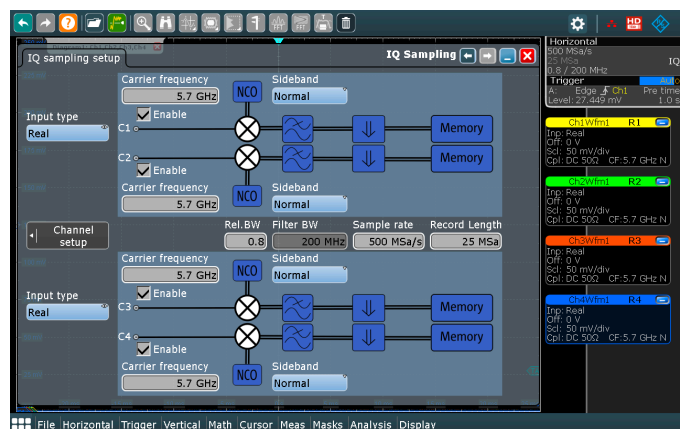 IQ sampling setup
IQ Sampling
Carrier frequency
Sideband
5.7 GHz
NCO
Normal
Enable
Input type
Real
C1
Memory
C2
Memory
Enable
Carrier frequency
Sideband
5.7 GHz
NCO
Normal
Channel setup
Rel.BW
Filter BW
Sample rate
Record Length
0.8
200 MHz
500 MSa/s
25 MSa
Carrier frequency
Sideband
5.7 GHz
NCO
Normal
Enable
Input type
Real
C3
Memory
C4
Memory
Enable
Carrier frequency
Sideband
5.7 GHz
NCO
Normal
Horizontal
500 MSa/s
25 MSa IQ
0.8 / 200 MHz
Trigger Auto
A: Edge Ch1 Pre time
Level: 27.449 mV 1.0 s
Ch1Wfm1 R1
Inp: Real
Off: 0 V
Scl: 50 mV/div
Cpl: DC 50Ω CF:5.7 GHz N
Ch2Wfm1 R2
Inp: Real
Off: 0 V
Scl: 50 mV/div
Cpl: DC 50Ω CF:5.7 GHz N
Ch3Wfm1 R3
Inp: Real
Off: 0 V
Scl: 50 mV/div
Cpl: DC 50Ω CF:5.7 GHz N
Ch4Wfm1 R4
Inp: Real
Off: 0 V
Scl: 50 mV/div
Cpl: DC 50Ω CF:5.7 GHz N
File Horizontal Trigger Vertical Math Cursor Meas Masks Analysis Display